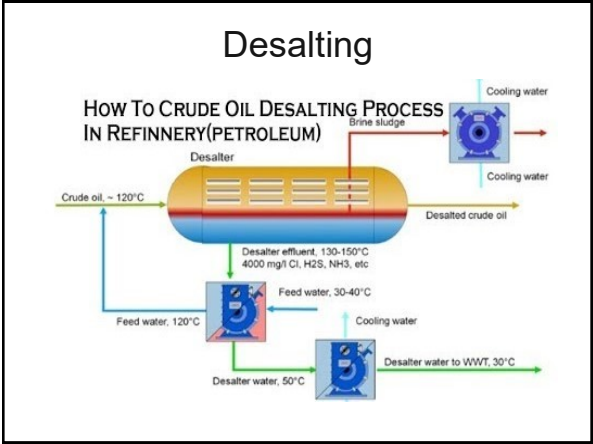 Desalting
HOW TO CRUDE OIL DESALTING PROCESS
IN REFINNERY(PETROLEUM)
Cooling water
Brine sludge
Cooling water
Desalter
Crude oil, ~ 120°C
Desalted crude oil
Desalter effluent, 130-150°C
4000 mg/l Cl, H2S, NH3, etc
Feed water, 30-40°C
Feed water, 120°C
Cooling water
Desalter water to WWT, 30°C
Desalter water, 50°C